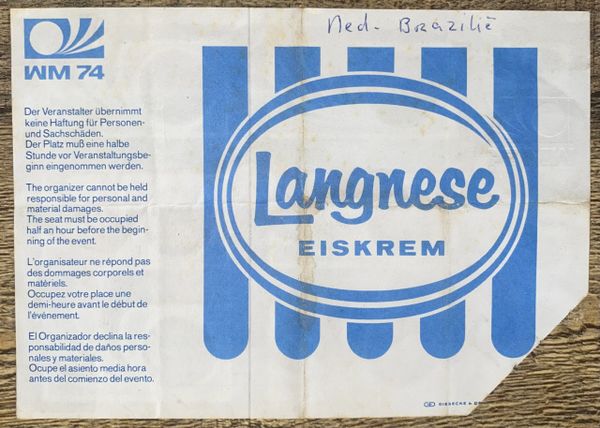 Ned- Brazilië
WM 74
Der Veranstalter übernimmt
keine Haftung für Personen-
und Sachschäden.
Der Platz muß eine halbe
Stunde vor Veranstaltungsbe-
ginn eingenommen werden.
The organizer cannot be held
responsible for personal and
material damages.
The seat must be occupied
half an hour before the begin-
ning of the event.
L'organisateur ne répond pas
des dommages corporels et
matériels.
Occupez votre place une
demi-heure avant le début de
l'événement.
El Organizador declina la res-
ponsabilidad de daños perso-
nales y materiales.
Ocupe el asiento media hora
antes del comienzo del evento.
Langnese
EISKREM
GD GIESECKE &